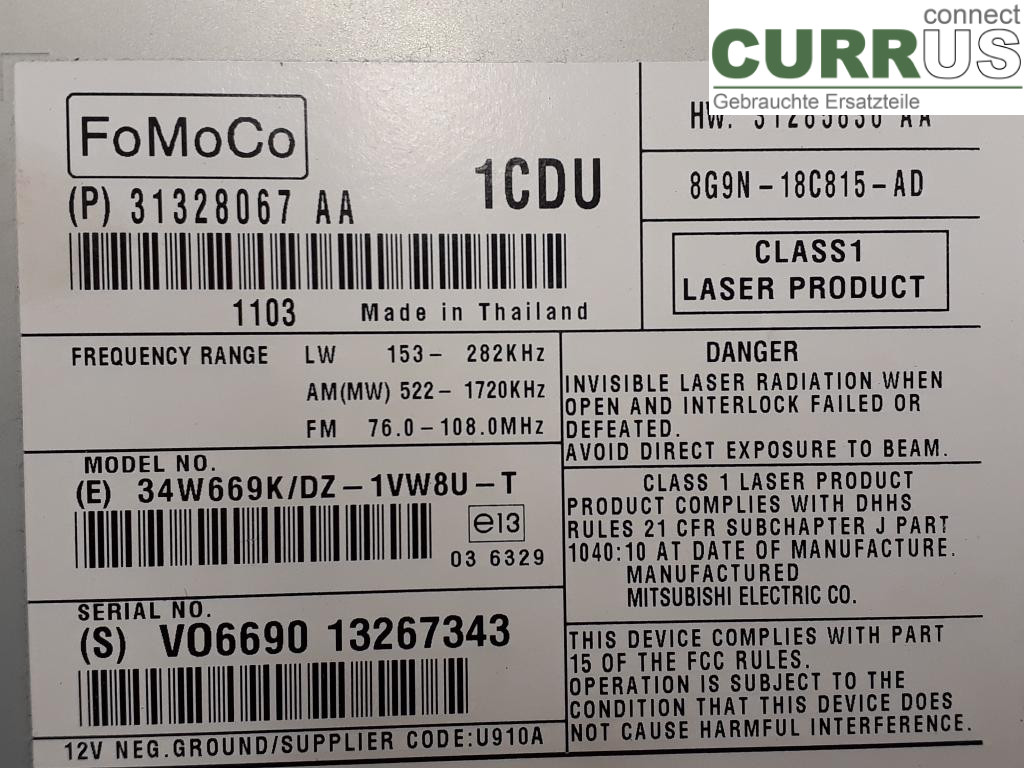 connect
CURRUS
Gebrauchte Ersatzteile
FoMoCo
1CDU
(P) 31328067 AA
1103 Made in Thailand
HW. 31285636 AA
8G9N-18C815-AD
CLASS1
LASER PRODUCT
FREQUENCY RANGE LW 153- 282KHz
AM(MW) 522- 1720KHz
FM 76.0-108.0MHz
DANGER
INVISIBLE LASER RADIATION WHEN
OPEN AND INTERLOCK FAILED OR
DEFEATED.
AVOID DIRECT EXPOSURE TO BEAM.
MODEL NO.
(E) 34W669K/DZ-1VW8U-T
e13
03 6329
CLASS 1 LASER PRODUCT
PRODUCT COMPLIES WITH DHHS
RULES 21 CFR SUBCHAPTER J PART
1040:10 AT DATE OF MANUFACTURE.
MANUFACTURED
MITSUBISHI ELECTRIC CO.
SERIAL NO.
(S) VO6690 13267343
THIS DEVICE COMPLIES WITH PART
15 OF THE FCC RULES.
OPERATION IS SUBJECT TO THE
CONDITION THAT THIS DEVICE DOES
NOT CAUSE HARMFUL INTERFERENCE.
12V NEG.GROUND/SUPPLIER CODE:U910A